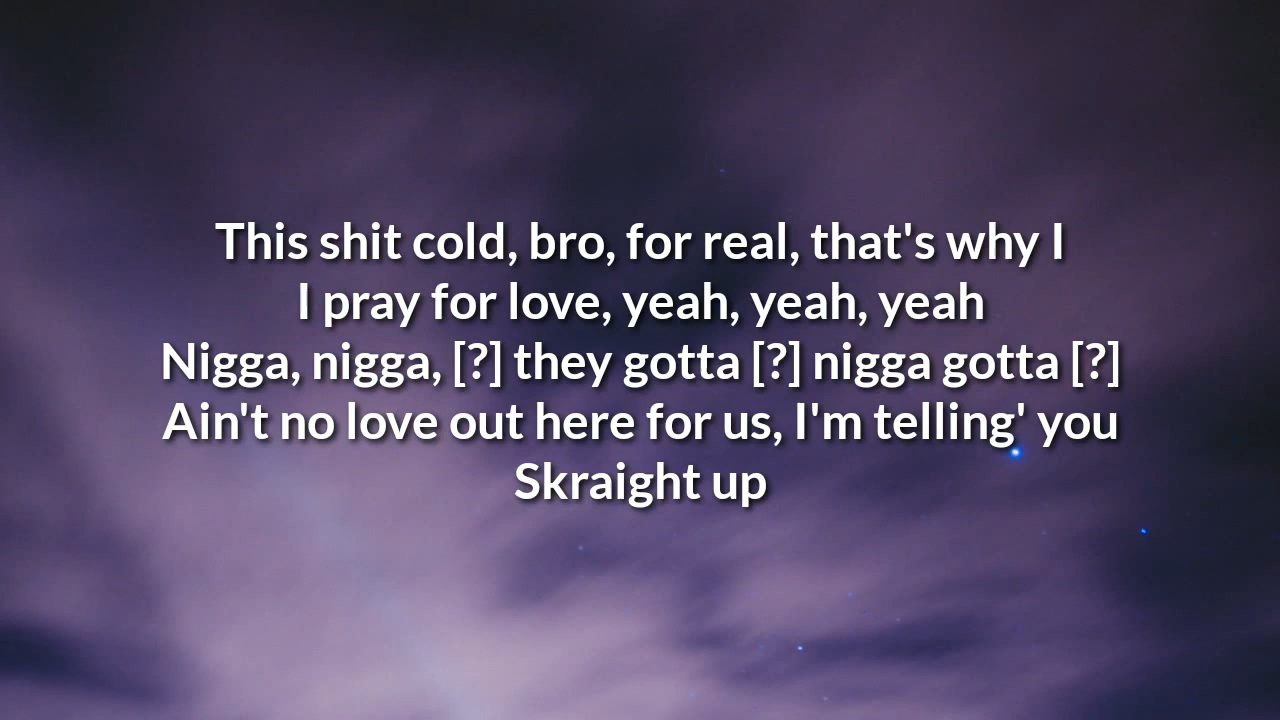 This shit cold, bro, for real, that's why I
I pray for love, yeah, yeah, yeah
Nigga, nigga, [?] they gotta [?] nigga gotta [?]
Ain't no love out here for us, I'm telling' you
Skraight up